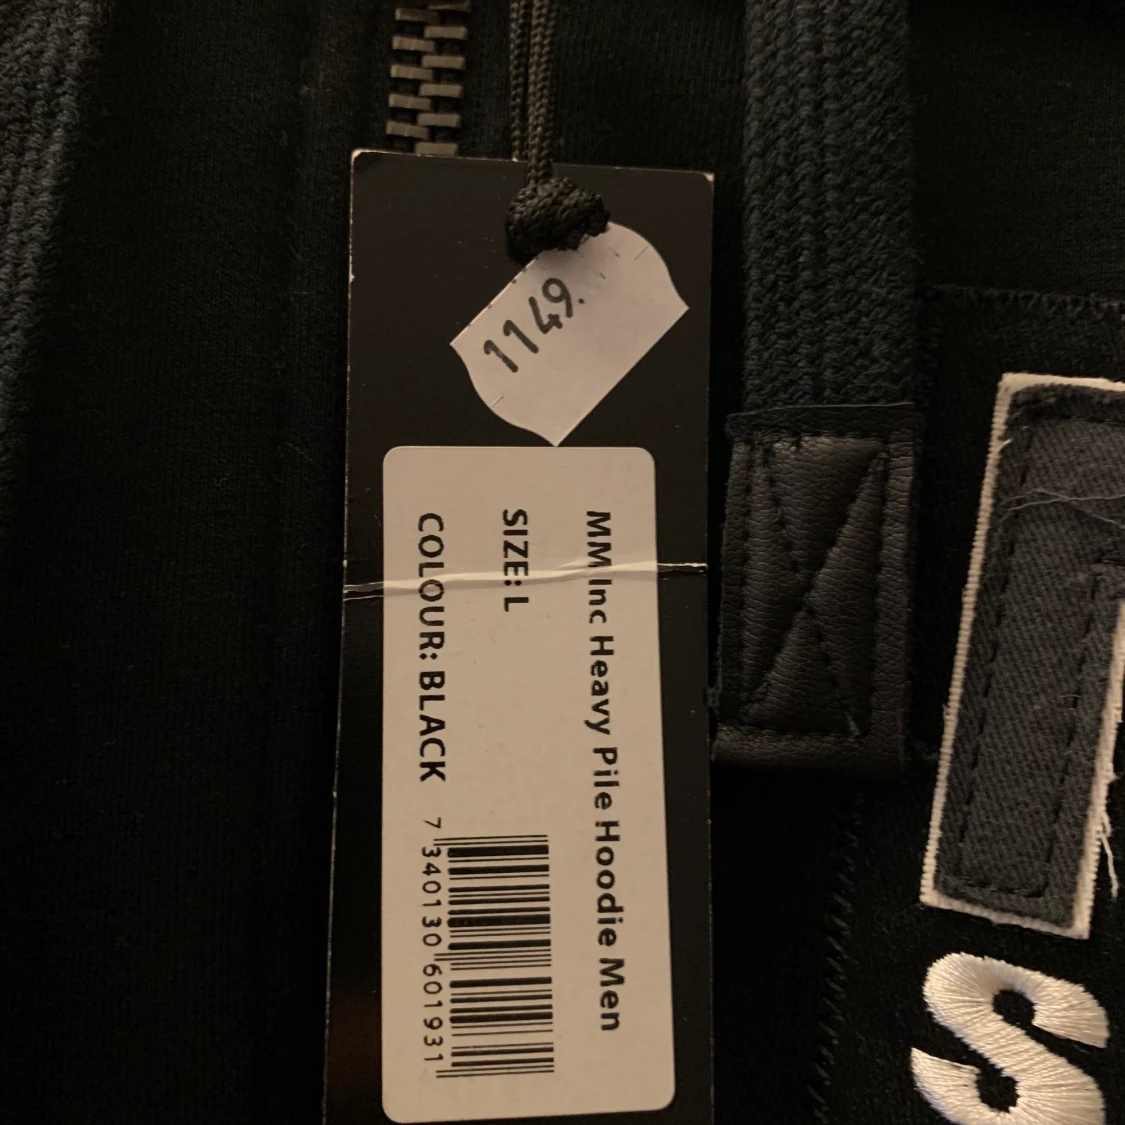 1149.
MM Inc Heavy Pile Hoodie Men
SIZE: L
COLOUR: BLACK
7 340130 601931
S